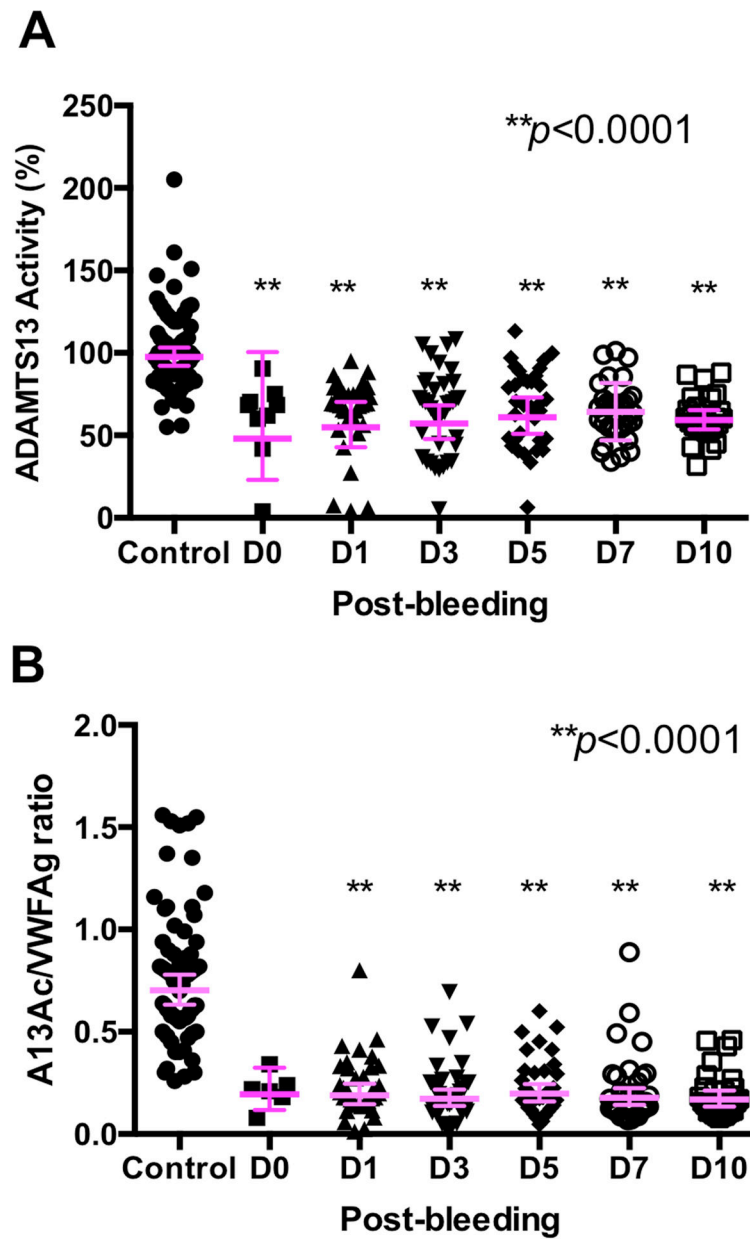 A
ADAMTS13 Activity (%)
250
200
150
100
50
0
**p<0.0001
** ** ** ** ** **
Control D0 D1 D3 D5 D7 D10
Post-bleeding
B
A13Ac/VWFAg ratio
2.0
1.5
1.0
0.5
0.0
**p<0.0001
** ** ** ** **
Control D0 D1 D3 D5 D7 D10
Post-bleeding